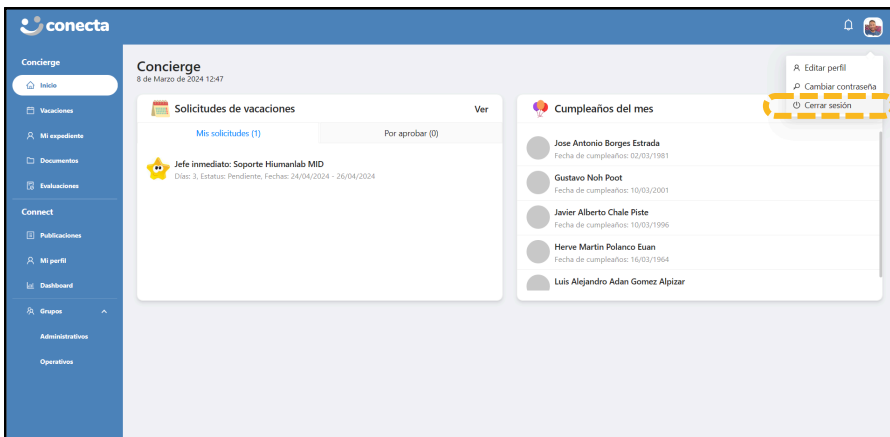 conecta
Concierge
Inicio
Vacaciones
Mi expediente
Documentos
Evaluaciones
Connect
Publicaciones
Mi perfil
Dashboard
Grupos
Administrativos
Operativos
Concierge
8 de Marzo de 2024 12:47
Solicitudes de vacaciones
Ver
Mis solicitudes (1)
Por aprobar (0)
Jefe inmediato: Soporte Hiumanlab MID
Días: 3, Estatus: Pendiente, Fechas: 24/04/2024 - 26/04/2024
Cumpleaños del mes
Jose Antonio Borges Estrada
Fecha de cumpleaños: 02/03/1981
Gustavo Noh Poot
Fecha de cumpleaños: 10/03/2001
Javier Alberto Chale Piste
Fecha de cumpleaños: 10/03/1996
Herve Martin Polanco Euan
Fecha de cumpleaños: 16/03/1964
Luis Alejandro Adan Gomez Alpizar
Editar perfil
Cambiar contraseña
Cerrar sesión